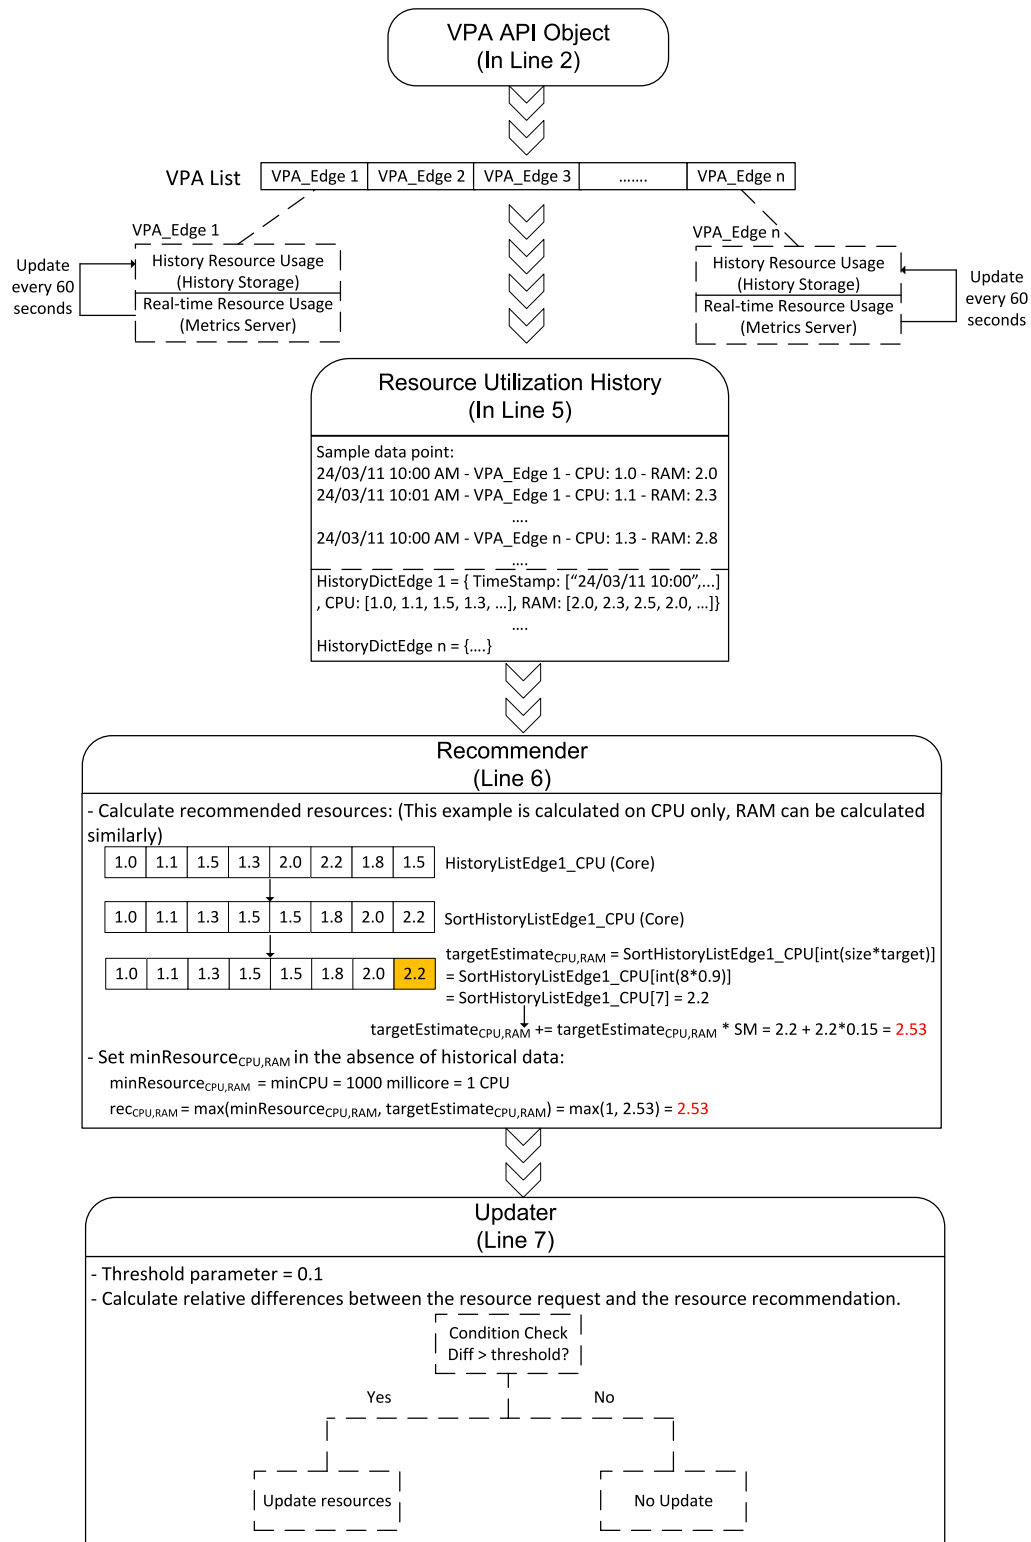 VPA API Object
(In Line 2)
VPA List
VPA_Edge 1
VPA_Edge 2
VPA_Edge 3
.......
VPA_Edge n
VPA_Edge 1
Update
every 60
seconds
History Resource Usage
(History Storage)
Real-time Resource Usage
(Metrics Server)
VPA_Edge n
History Resource Usage
(History Storage)
Real-time Resource Usage
(Metrics Server)
Update
every 60
seconds
Resource Utilization History
(In Line 5)
Sample data point:
24/03/11 10:00 AM - VPA_Edge 1 - CPU: 1.0 - RAM: 2.0
24/03/11 10:01 AM - VPA_Edge 1 - CPU: 1.1 - RAM: 2.3
....
24/03/11 10:00 AM - VPA_Edge n - CPU: 1.3 - RAM: 2.8
....
HistoryDictEdge 1 = { TimeStamp: [“24/03/11 10:00”,...]
, CPU: [1.0, 1.1, 1.5, 1.3, ...], RAM: [2.0, 2.3, 2.5, 2.0, ...]}
....
HistoryDictEdge n = {....}
Recommender
(Line 6)
- Calculate recommended resources: (This example is calculated on CPU only, RAM can be calculated
similarly)
1.0 1.1 1.5 1.3 2.0 2.2 1.8 1.5 HistoryListEdge1_CPU (Core)
1.0 1.1 1.3 1.5 1.5 1.8 2.0 2.2 SortHistoryListEdge1_CPU (Core)
1.0 1.1 1.3 1.5 1.5 1.8 2.0 2.2
targetEstimateCPU,RAM = SortHistoryListEdge1_CPU[int(size*target)]
= SortHistoryListEdge1_CPU[int(8*0.9)]
= SortHistoryListEdge1_CPU[7] = 2.2
targetEstimateCPU,RAM += targetEstimateCPU,RAM * SM = 2.2 + 2.2*0.15 = 2.53
- Set minResourceCPU,RAM in the absence of historical data:
minResourceCPU,RAM = minCPU = 1000 millicore = 1 CPU
recCPU,RAM = max(minResourceCPU,RAM, targetEstimateCPU,RAM) = max(1, 2.53) = 2.53
Updater
(Line 7)
- Threshold parameter = 0.1
- Calculate relative differences between the resource request and the resource recommendation.
Condition Check
Diff > threshold?
Yes
No
Update resources
No Update